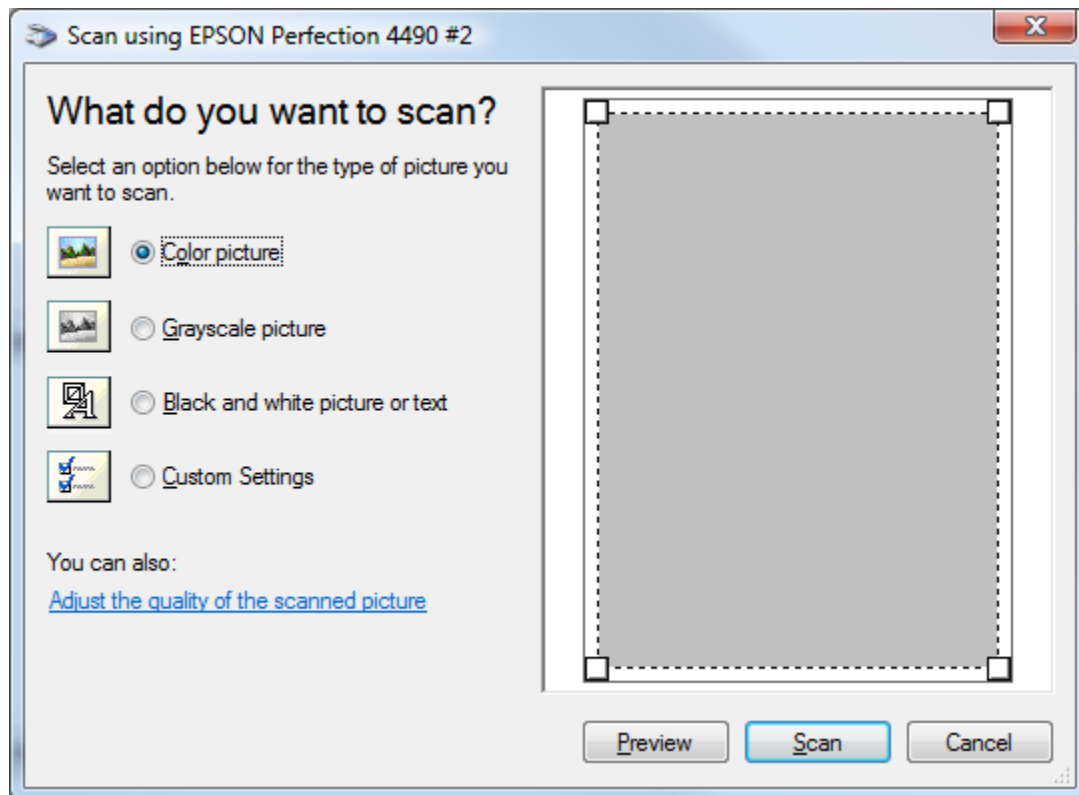 Scan using EPSON Perfection 4490 #2
What do you want to scan?
Select an option below for the type of picture you
want to scan.
Color picture
Grayscale picture
Black and white picture or text
Custom Settings
You can also:
Adjust the quality of the scanned picture
Preview
Scan
Cancel